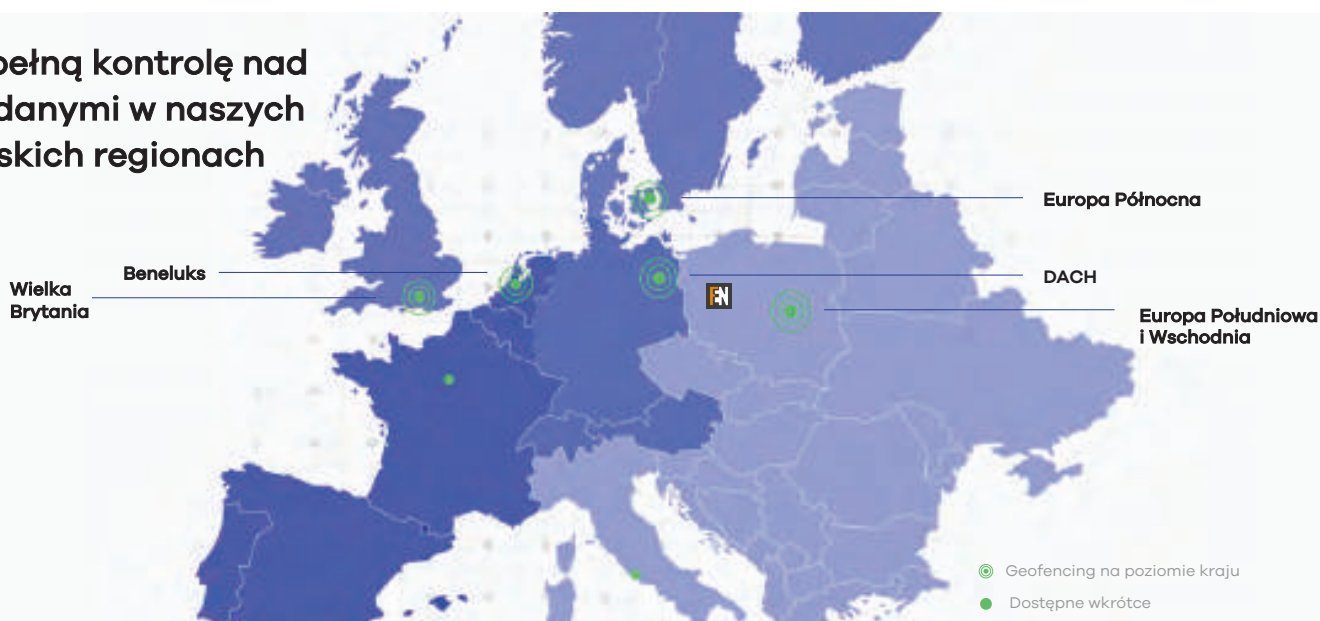 pełną kontrolę nad
danymi w naszych
skich regionach
Europa Północna
Beneluks
DACH
Wielka
Brytania
Europa Południowa
i Wschodnia
FN
Geofencing na poziomie kraju
Dostępne wkrótce